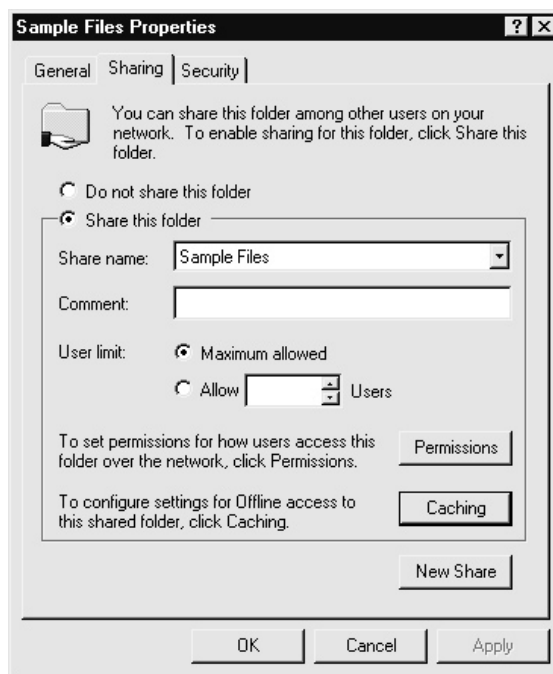 Sample Files Properties
General Sharing Security
You can share this folder among other users on your
network. To enable sharing for this folder, click Share this
folder.
Do not share this folder
Share this folder
Share name: Sample Files
Comment:
User limit: Maximum allowed
Allow Users
To set permissions for how users access this
folder over the network, click Permissions.
Permissions
To configure settings for Offline access to
this shared folder, click Caching.
Caching
New Share
OK Cancel Apply